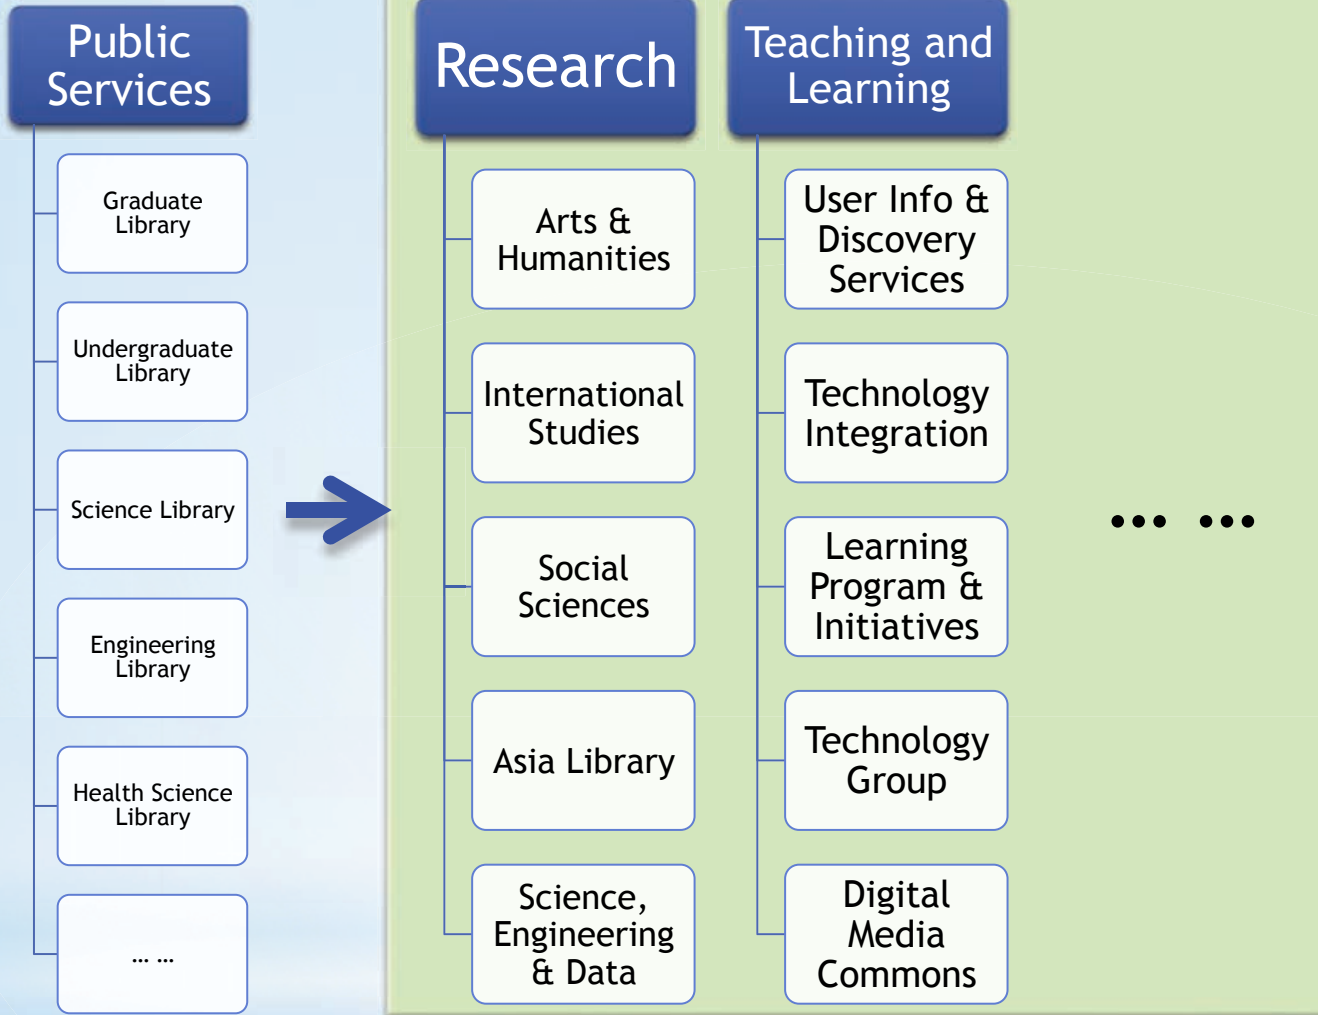 Public
Services
Graduate
Library
Undergraduate
Library
Science Library
Engineering
Library
Health Science
Library
... ...
Research
Arts &
Humanities
International
Studies
Social
Sciences
Asia Library
Science,
Engineering
& Data
Teaching and
Learning
User Info &
Discovery
Services
Technology
Integration
Learning
Program &
Initiatives
Technology
Group
Digital
Media
Commons
... ...